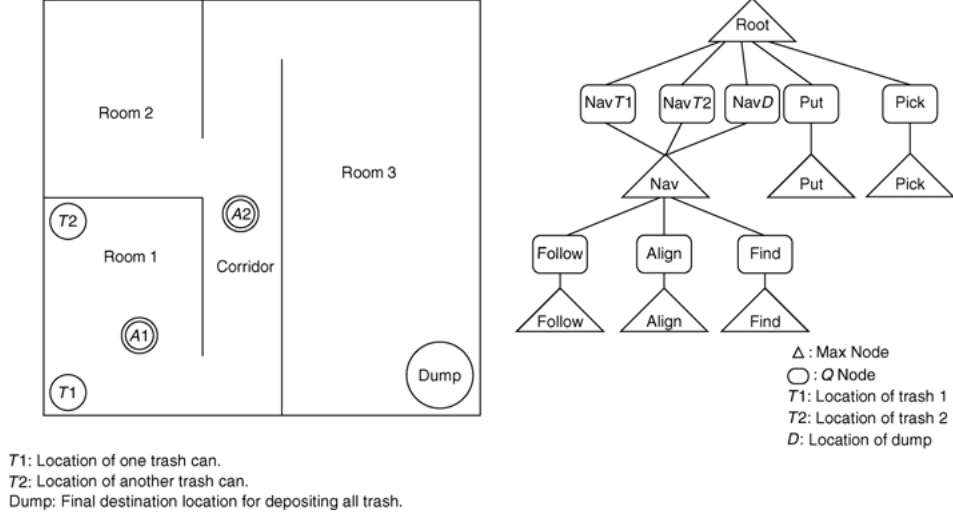 Room 2
Room 3
T2
A2
Room 1
Corridor
A1
T1
Dump
T1: Location of one trash can.
T2: Location of another trash can.
Dump: Final destination location for depositing all trash.
Root
NavT1 NavT2 NavD Put Pick
Nav Put Pick
Follow Align Find
Follow Align Find
: Max Node
: Q Node
T1: Location of trash 1
T2: Location of trash 2
D: Location of dump